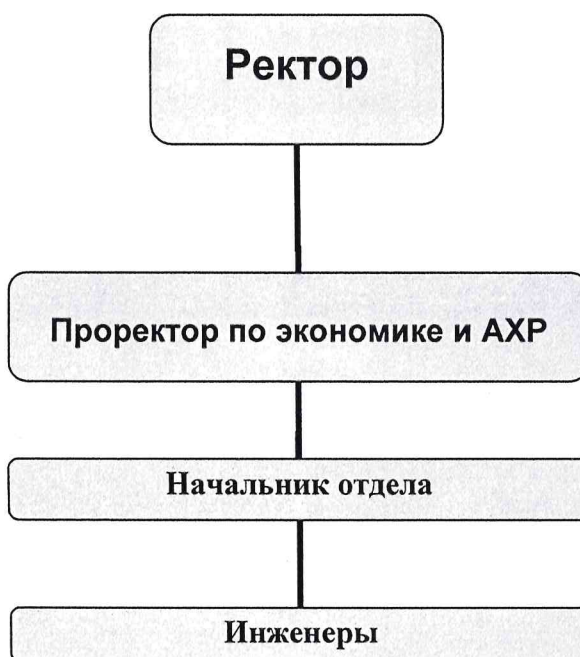 Ректор
Проректор по экономике и АХР
Начальник отдела
Инженеры